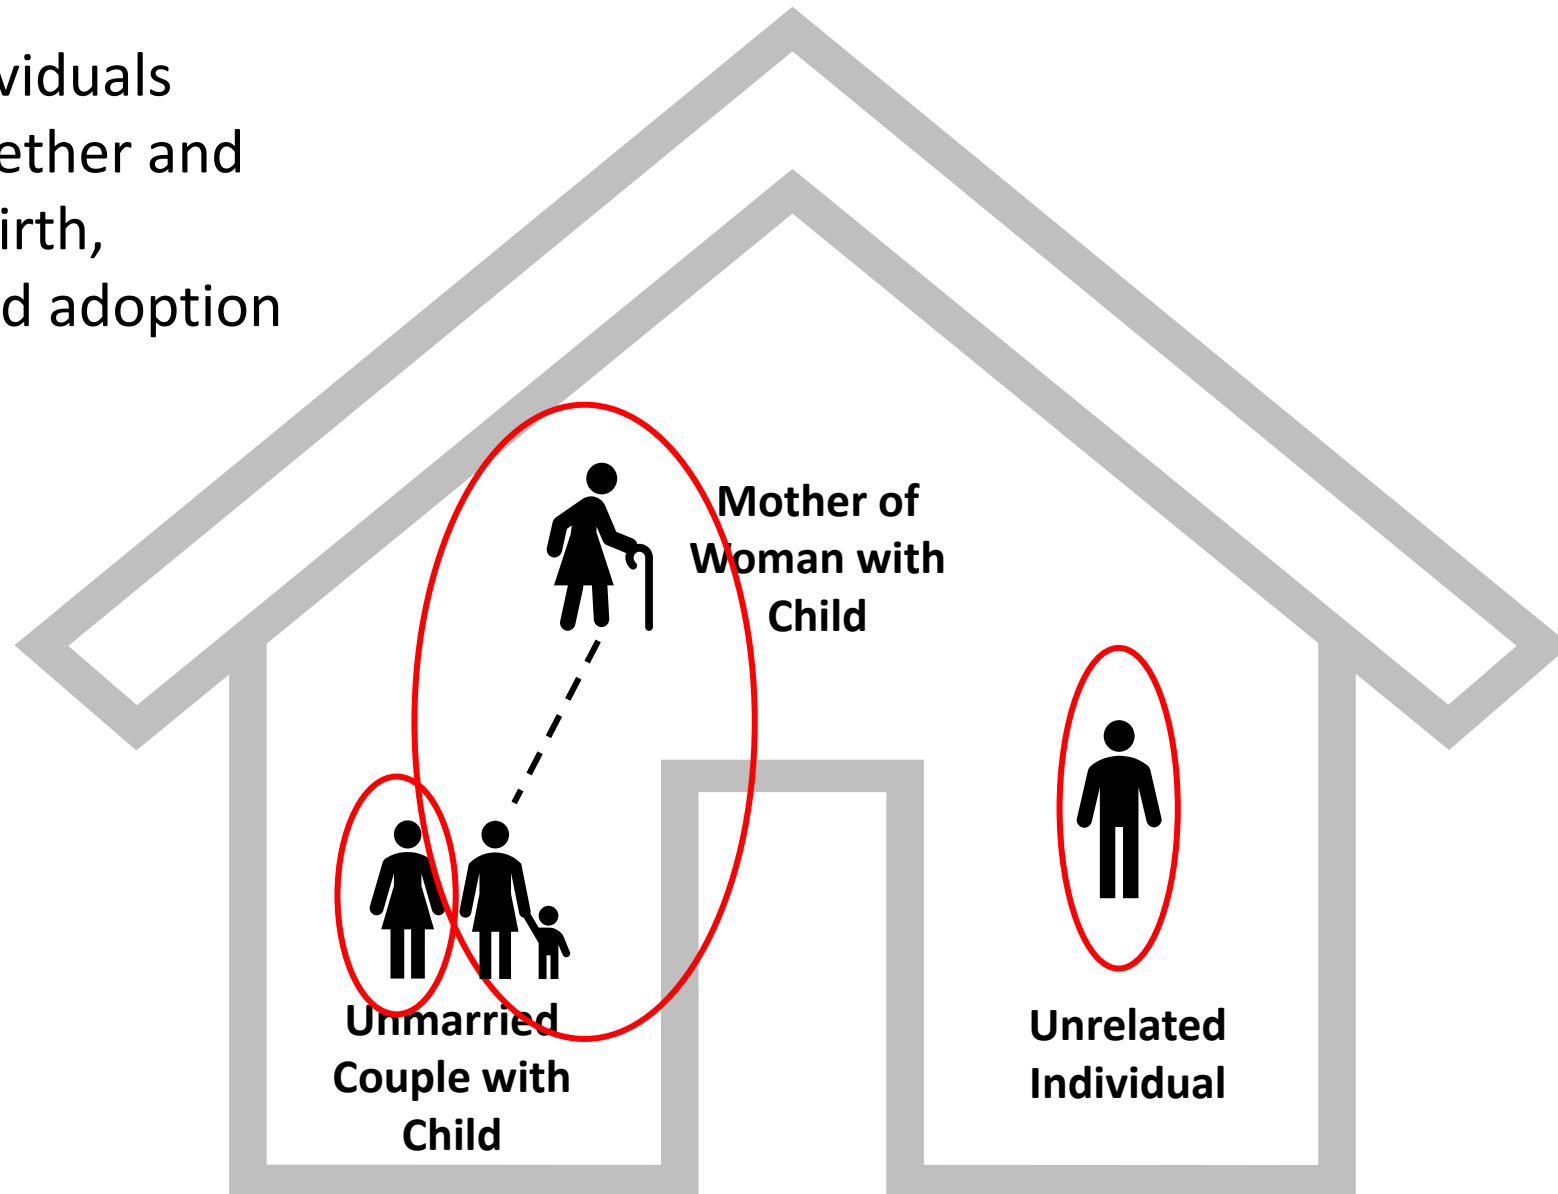 viduals
ether and
irth,
d adoption
Mother of
Woman with
Child
Unmarried
Couple with
Child
Unrelated
Individual